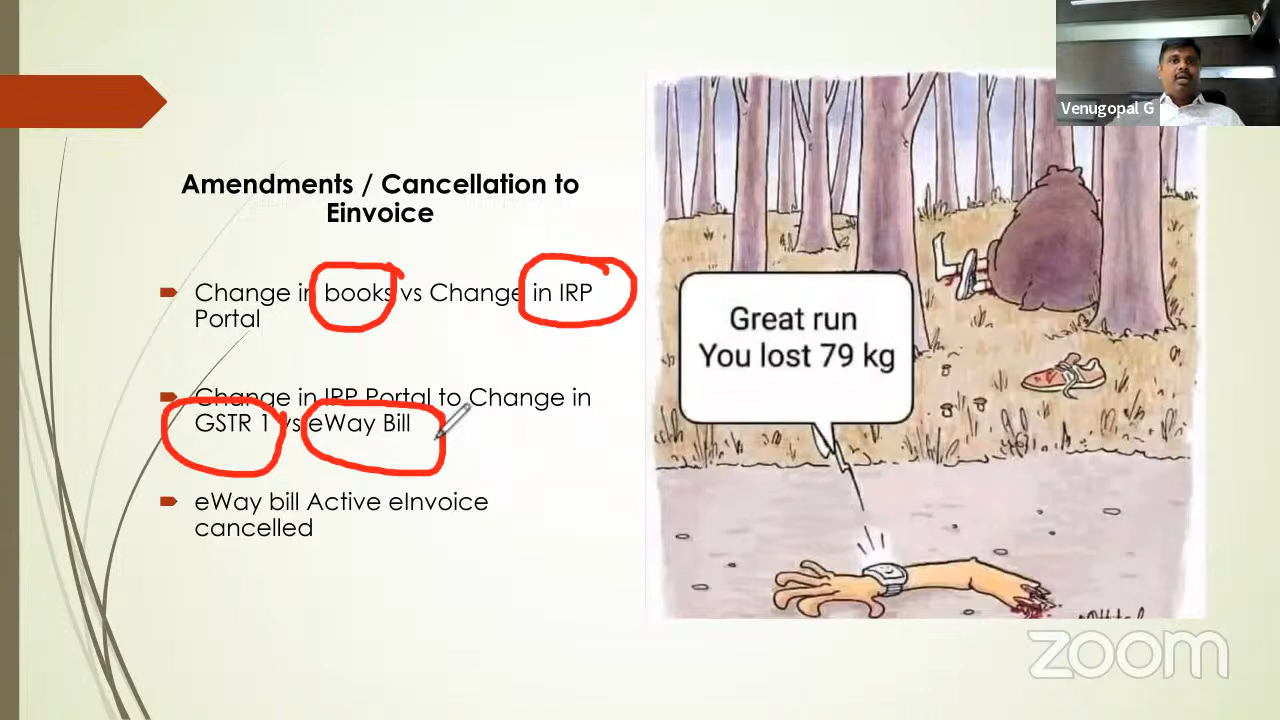 Venugopal G
Amendments / Cancellation to
Einvoice
Change in books vs Change in IRP
Portal
Change in IRP Portal to Change in
GSTR 1 vs eWay Bill
eWay bill Active eInvoice
cancelled
Great run
You lost 79 kg
zoom